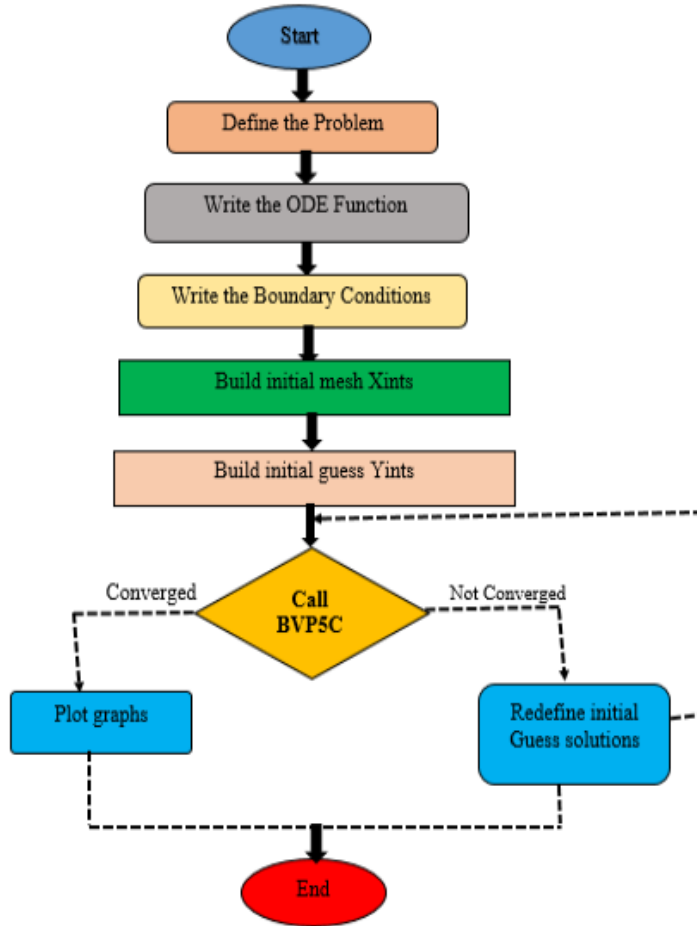 Start
Define the Problem
Write the ODE Function
Write the Boundary Conditions
Build initial mesh Xints
Build initial guess Yints
Converged
Call
BVP5C
Not Converged
Plot graphs
Redefine initial
Guess solutions
End